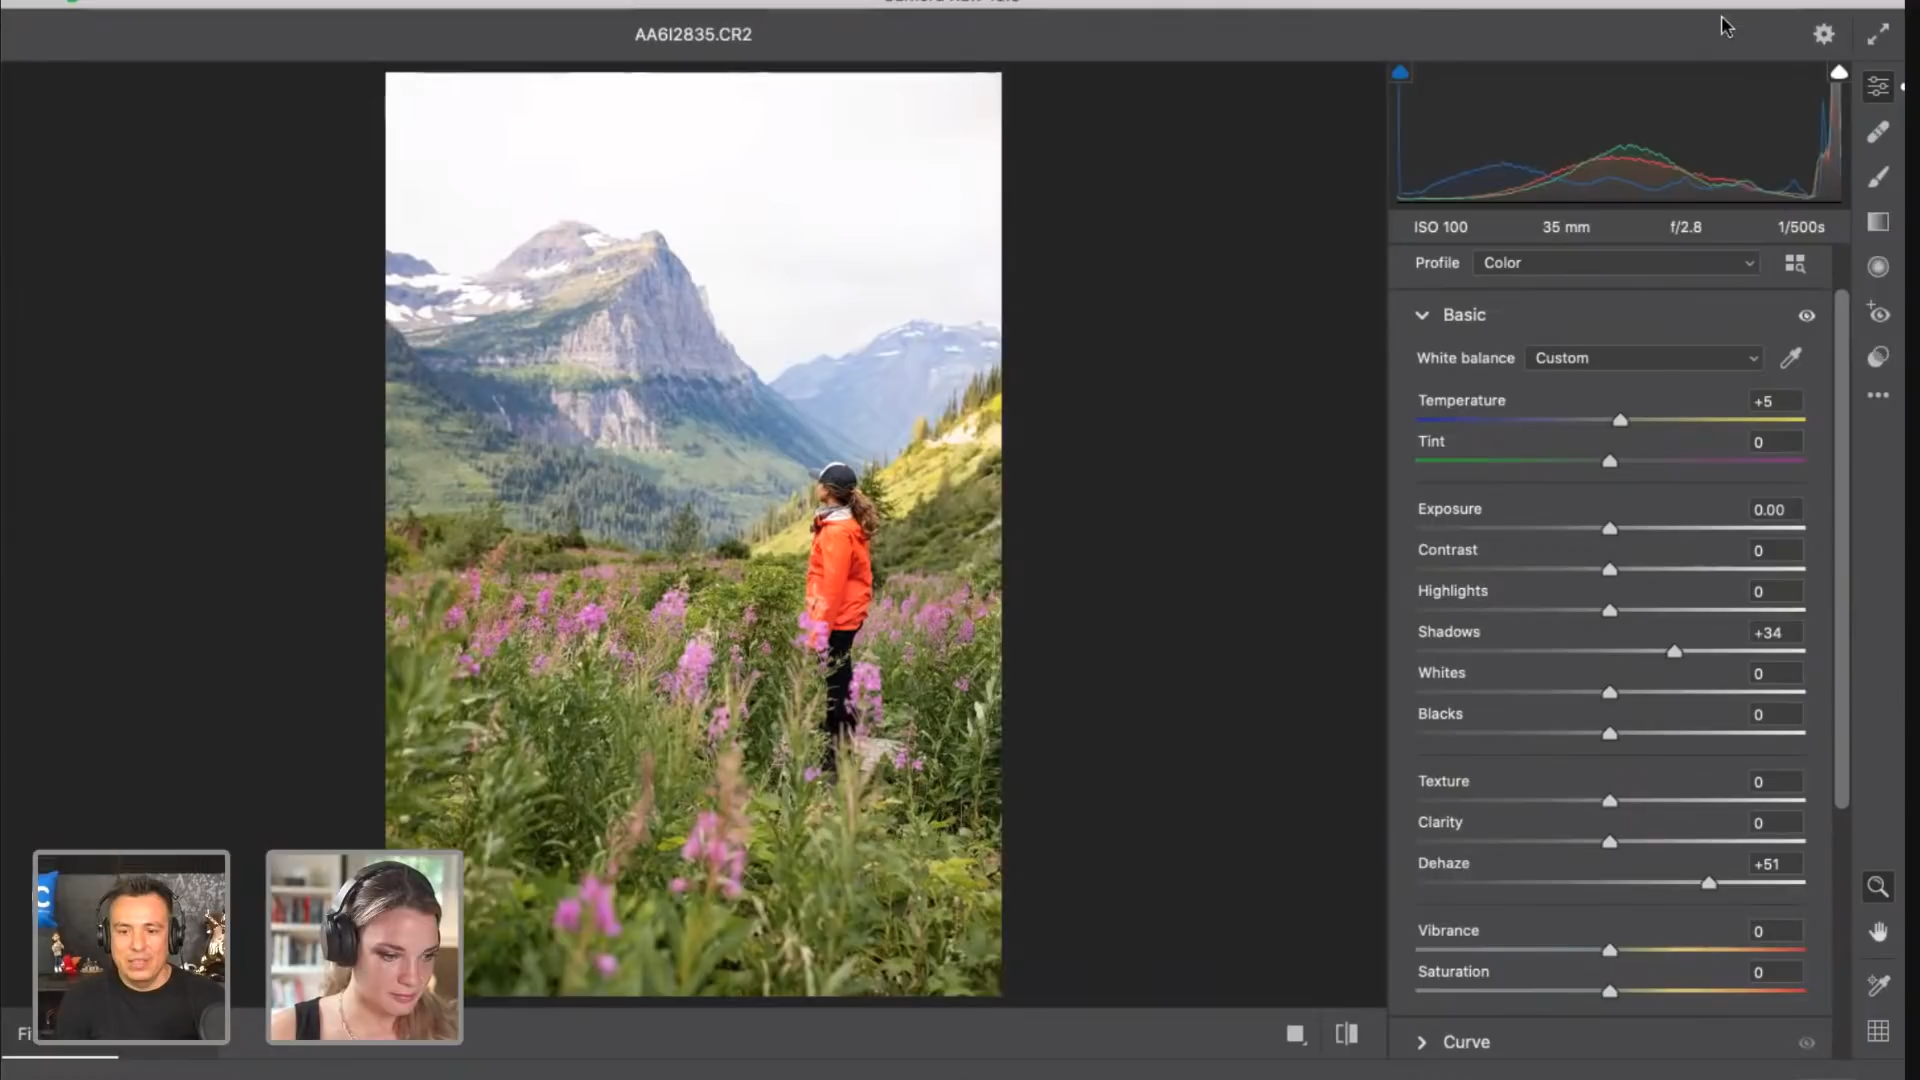 AA6I2835.CR2
ISO 100 35 mm f/2.8 1/500s
Profile Color
Basic
White balance Custom
Temperature +5
Tint 0
Exposure 0.00
Contrast 0
Highlights 0
Shadows +34
Whites 0
Blacks 0
Texture 0
Clarity 0
Dehaze +51
Vibrance 0
Saturation 0
Curve
C
Fi